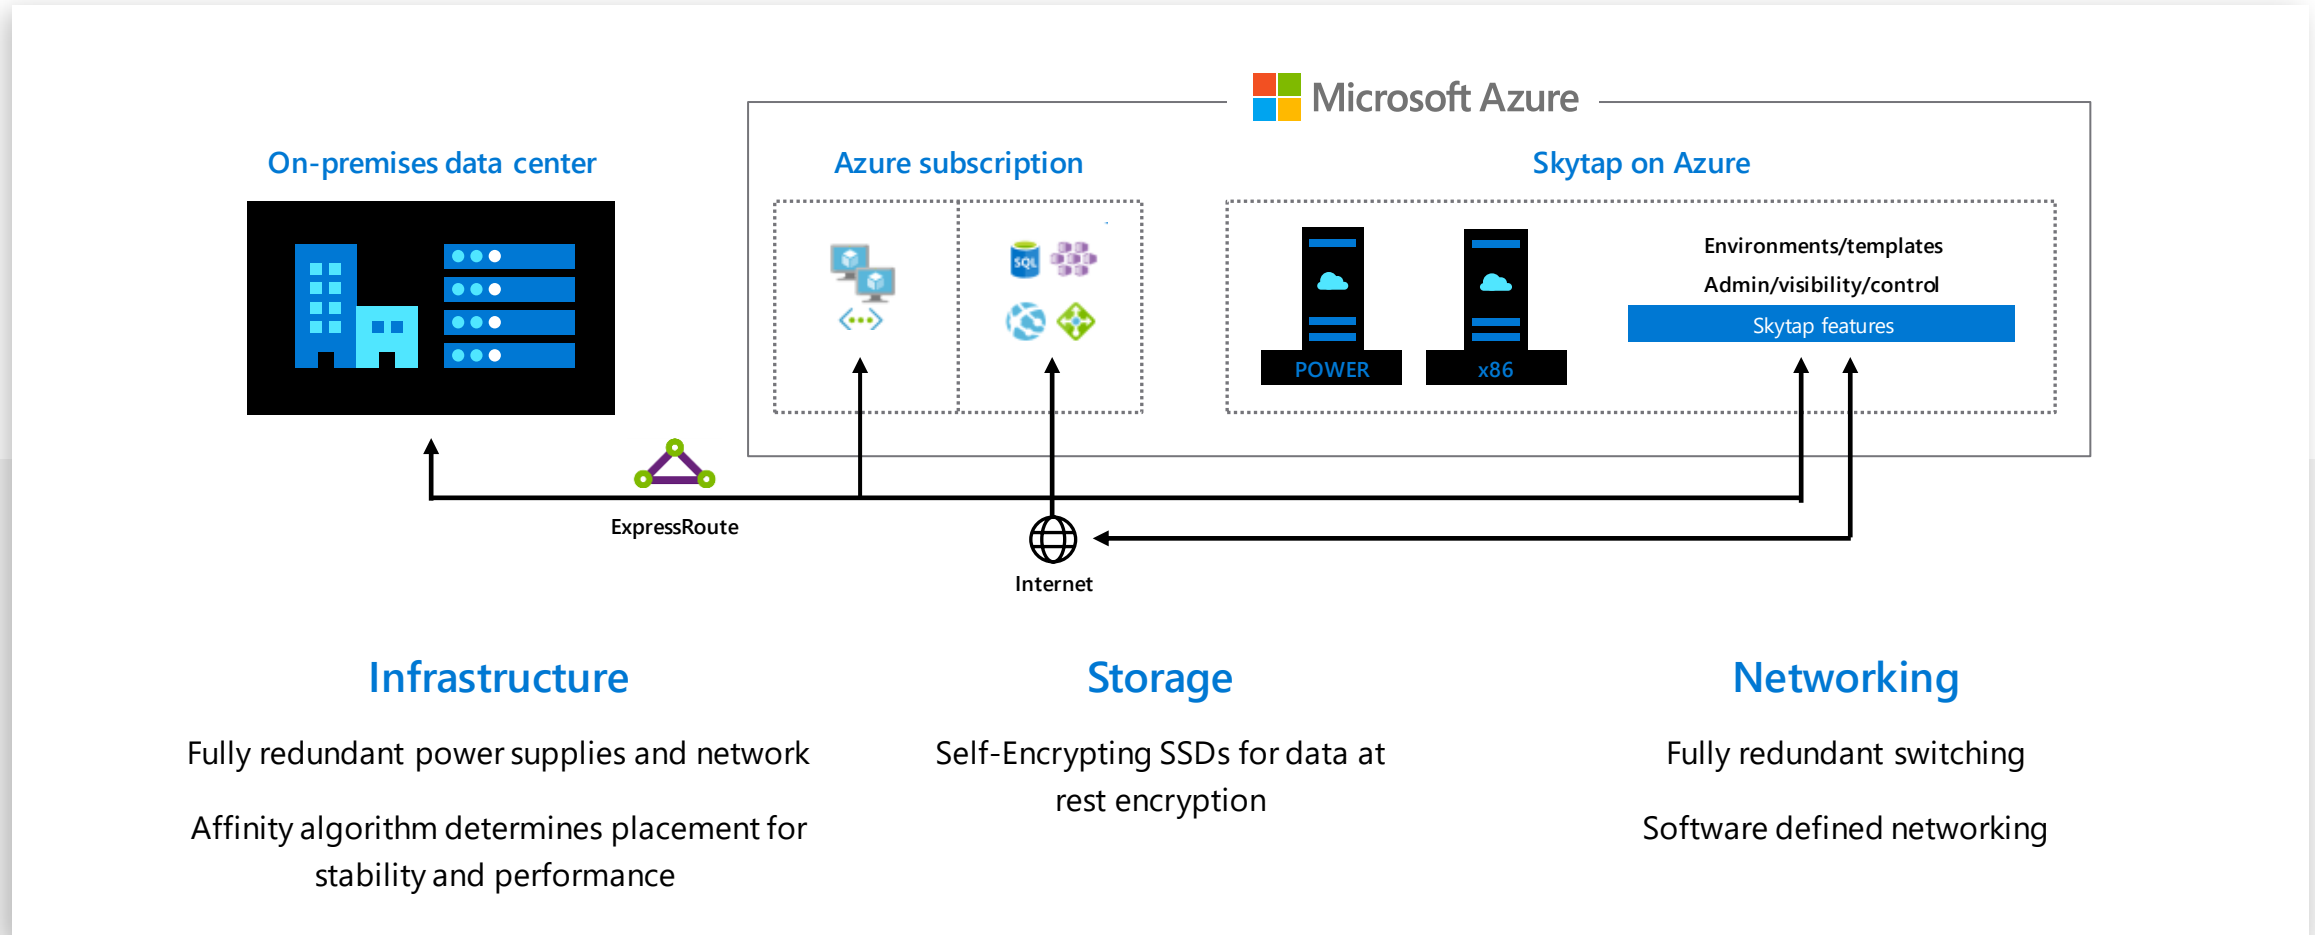 Microsoft Azure
On-premises data center
Azure subscription
Skytap on Azure
SQL
Environments/templates
Admin/visibility/control
Skytap features
POWER
x86
ExpressRoute
Internet
Infrastructure
Fully redundant power supplies and network
Affinity algorithm determines placement for
stability and performance
Storage
Self-Encrypting SSDs for data at
rest encryption
Networking
Fully redundant switching
Software defined networking